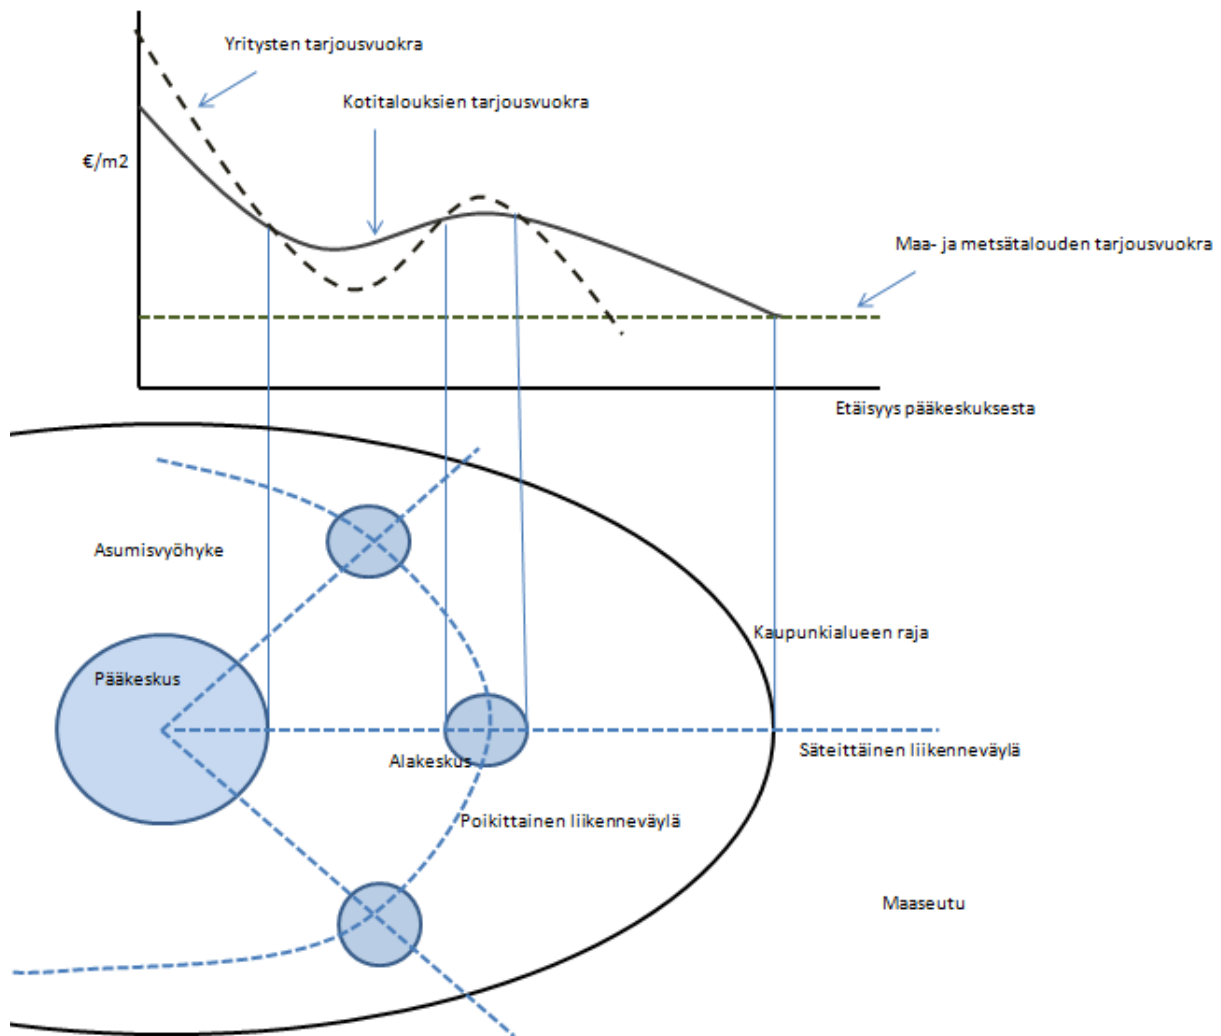 Yritysten tarjousvuokra
Kotitalouksien tarjousvuokra
€/m2
Maa- ja metsätalouden tarjousvuokra
Etäisyys pääkeskuksesta
Asumisvyöhyke
Kaupunkialueen raja
Pääkeskus
Säteittäinen liikenneväylä
Alakeskus
Poikittainen liikenneväylä
Maaseutu